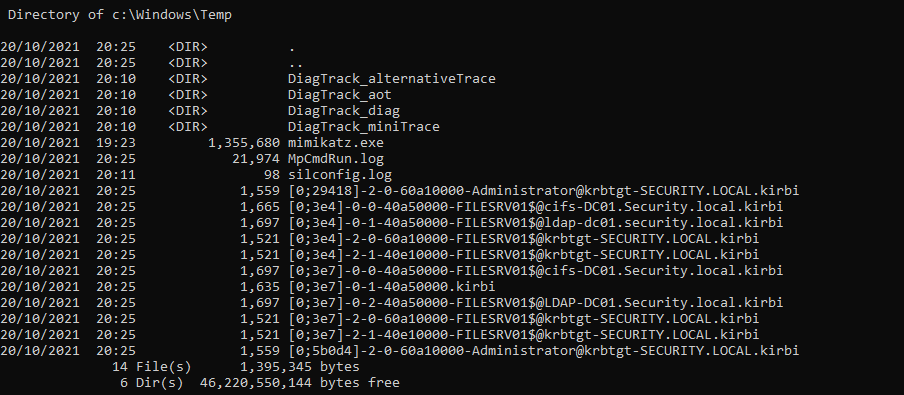 Directory of c:\Windows\Temp
20/10/2021  20:25    <DIR>          .
20/10/2021  20:25    <DIR>          ..
20/10/2021  20:10    <DIR>          DiagTrack_alternativeTrace
20/10/2021  20:10    <DIR>          DiagTrack_aot
20/10/2021  20:10    <DIR>          DiagTrack_diag
20/10/2021  20:10    <DIR>          DiagTrack_miniTrace
20/10/2021  19:23         1,355,680 mimikatz.exe
20/10/2021  20:25            21,974 MpCmdRun.log
20/10/2021  20:11                98 silconfig.log
20/10/2021  20:25             1,559 [0;29418]-2-0-60a10000-Administrator@krbtgt-SECURITY.LOCAL.kirbi
20/10/2021  20:25             1,665 [0;3e4]-0-0-40a50000-FILESRV01$@cifs-DC01.Security.local.kirbi
20/10/2021  20:25             1,697 [0;3e4]-0-1-40a50000-FILESRV01$@ldap-dc01.Security.local.kirbi
20/10/2021  20:25             1,521 [0;3e4]-2-0-60a10000-FILESRV01$@krbtgt-SECURITY.LOCAL.kirbi
20/10/2021  20:25             1,521 [0;3e4]-2-1-40e10000-FILESRV01$@krbtgt-SECURITY.LOCAL.kirbi
20/10/2021  20:25             1,697 [0;3e7]-0-0-40a50000-FILESRV01$@cifs-DC01.Security.local.kirbi
20/10/2021  20:25             1,635 [0;3e7]-0-1-40a50000.kirbi
20/10/2021  20:25             1,697 [0;3e7]-0-2-40a50000-FILESRV01$@LDAP-DC01.Security.local.kirbi
20/10/2021  20:25             1,521 [0;3e7]-2-0-60a10000-FILESRV01$@krbtgt-SECURITY.LOCAL.kirbi
20/10/2021  20:25             1,521 [0;3e7]-2-1-40e10000-FILESRV01$@krbtgt-SECURITY.LOCAL.kirbi
20/10/2021  20:25             1,559 [0;5b0d4]-2-0-60a10000-Administrator@krbtgt-SECURITY.LOCAL.kirbi
14 File(s)      1,395,345 bytes
6 Dir(s)  46,220,550,144 bytes free